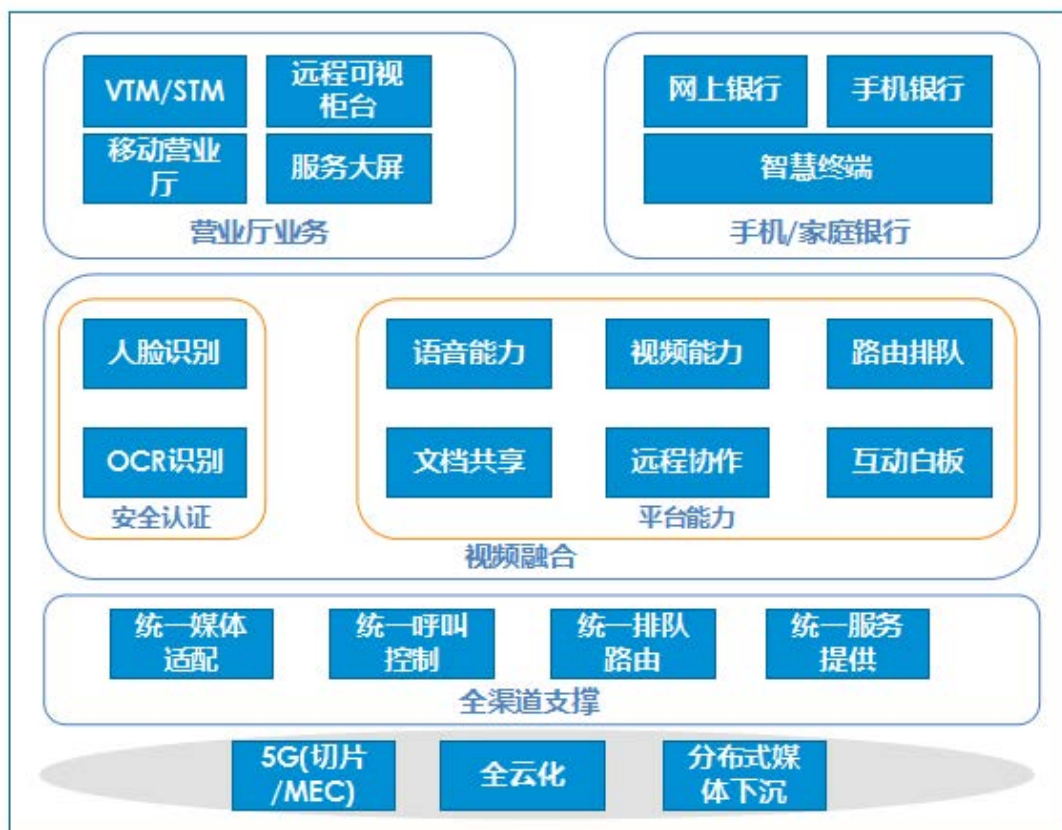 VTM/STM
远程可视
柜台
移动营业
厅
服务大屏
营业厅业务
网上银行
手机银行
智慧终端
手机/家庭银行
人脸识别
OCR识别
安全认证
语音能力
视频能力
路由排队
文档共享
远程协作
互动白板
平台能力
视频融合
统一媒体
适配
统一呼叫
控制
统一排队
路由
统一服务
提供
全渠道支撑
5G(切片
/MEC)
全云化
分布式媒
体下沉